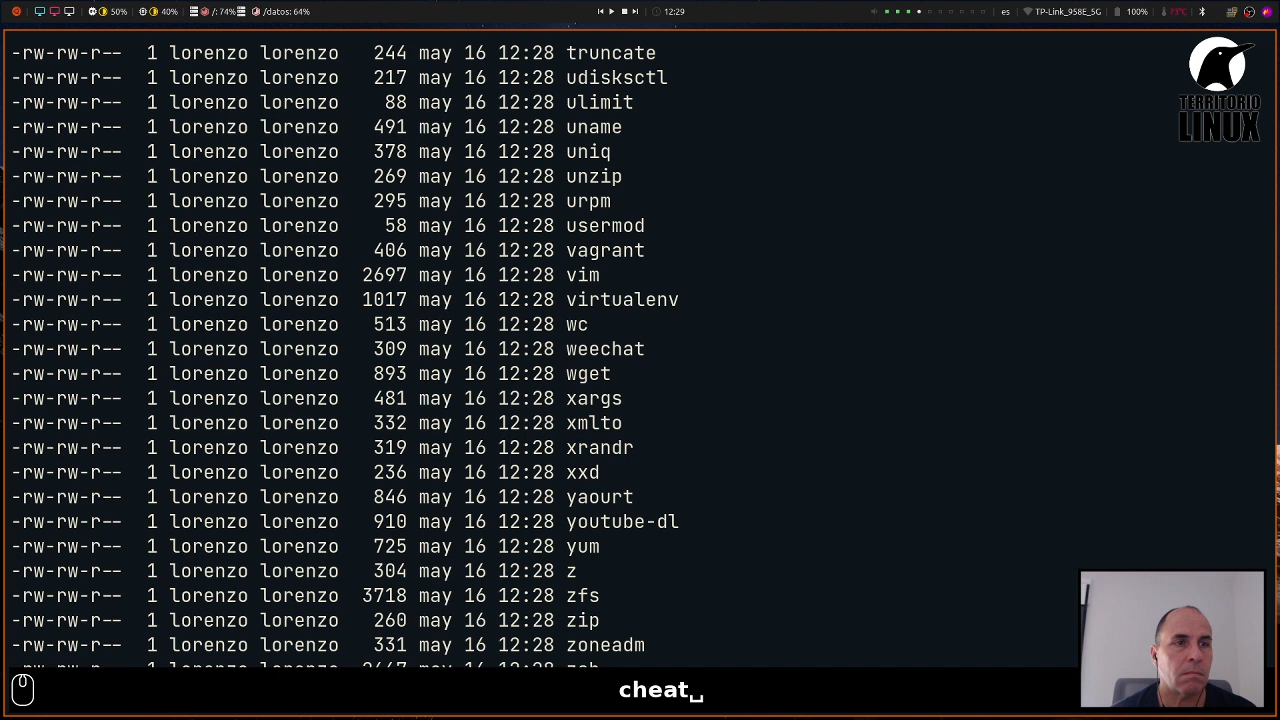 50% 40% /: 74% /datos: 64% 12:29 es TP-Link_958E_5G 100% 73°C
-rw-rw-r-- 1 lorenzo lorenzo 244 may 16 12:28 truncate
-rw-rw-r-- 1 lorenzo lorenzo 217 may 16 12:28 udisksctl
-rw-rw-r-- 1 lorenzo lorenzo 88 may 16 12:28 ulimit
-rw-rw-r-- 1 lorenzo lorenzo 491 may 16 12:28 uname
-rw-rw-r-- 1 lorenzo lorenzo 378 may 16 12:28 uniq
-rw-rw-r-- 1 lorenzo lorenzo 269 may 16 12:28 unzip
-rw-rw-r-- 1 lorenzo lorenzo 295 may 16 12:28 urpm
-rw-rw-r-- 1 lorenzo lorenzo 58 may 16 12:28 usermod
-rw-rw-r-- 1 lorenzo lorenzo 406 may 16 12:28 vagrant
-rw-rw-r-- 1 lorenzo lorenzo 2697 may 16 12:28 vim
-rw-rw-r-- 1 lorenzo lorenzo 1017 may 16 12:28 virtualenv
-rw-rw-r-- 1 lorenzo lorenzo 513 may 16 12:28 wc
-rw-rw-r-- 1 lorenzo lorenzo 309 may 16 12:28 weechat
-rw-rw-r-- 1 lorenzo lorenzo 893 may 16 12:28 wget
-rw-rw-r-- 1 lorenzo lorenzo 481 may 16 12:28 xargs
-rw-rw-r-- 1 lorenzo lorenzo 332 may 16 12:28 xmlto
-rw-rw-r-- 1 lorenzo lorenzo 319 may 16 12:28 xrandr
-rw-rw-r-- 1 lorenzo lorenzo 236 may 16 12:28 xxd
-rw-rw-r-- 1 lorenzo lorenzo 846 may 16 12:28 yaourt
-rw-rw-r-- 1 lorenzo lorenzo 910 may 16 12:28 youtube-dl
-rw-rw-r-- 1 lorenzo lorenzo 725 may 16 12:28 yum
-rw-rw-r-- 1 lorenzo lorenzo 304 may 16 12:28 z
-rw-rw-r-- 1 lorenzo lorenzo 3718 may 16 12:28 zfs
-rw-rw-r-- 1 lorenzo lorenzo 260 may 16 12:28 zip
-rw-rw-r-- 1 lorenzo lorenzo 331 may 16 12:28 zoneadm
TERRITORIO
LINUX
cheat␣